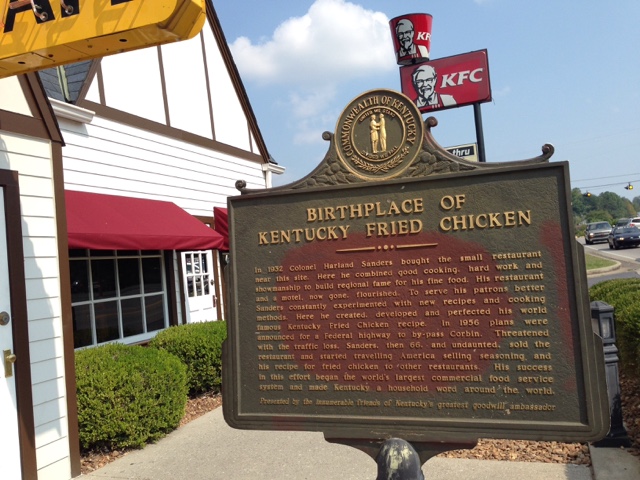 KFC
KFC
thru
COMMONWEALTH OF KENTUCKY
BIRTHPLACE OF
KENTUCKY FRIED CHICKEN
In 1932 Colonel Harland Sanders bought the small restaurant
near this site. Here he combined good cooking, hard work and
showmanship to build regional fame for his fine food. His restaurant
and a motel, now gone, flourished. To serve his patrons better
Sanders constantly experimented with new recipes and cooking
methods. Here he created, developed and perfected his world
famous Kentucky Fried Chicken recipe. In 1956 plans were
announced for a Federal highway to by-pass Corbin. Threatened
with the traffic loss, Sanders, then 66, and undaunted, sold the
restaurant and started travelling America selling seasoning and
his recipe for fried chicken to other restaurants. His success
in this effort began the world's largest commercial food service
system and made Kentucky a household word around the world.
Presented by the innumerable friends of Kentucky's greatest goodwill ambassador